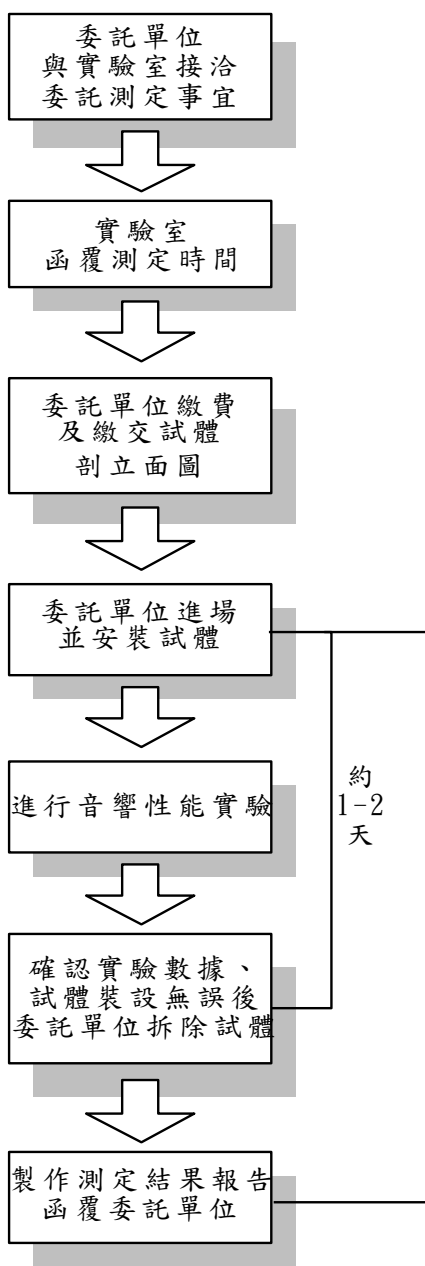 委託單位
與實驗室接洽
委託測定事宜
實驗室
函覆測定時間
委託單位繳費
及繳交試體
剖立面圖
委託單位進場
並安裝試體
進行音響性能實驗
約
1-2
天
確認實驗數據、
試體裝設無誤後
委託單位拆除試體
製作測定結果報告
函覆委託單位